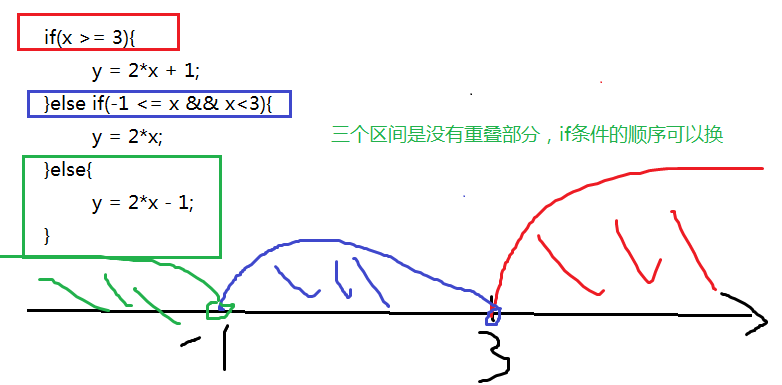 if(x >= 3){
y = 2*x + 1;
}else if(-1 <= x && x<3){
y = 2*x;
}else{
y = 2*x - 1;
}
三个区间是没有重叠部分，if条件的顺序可以换
-1
3